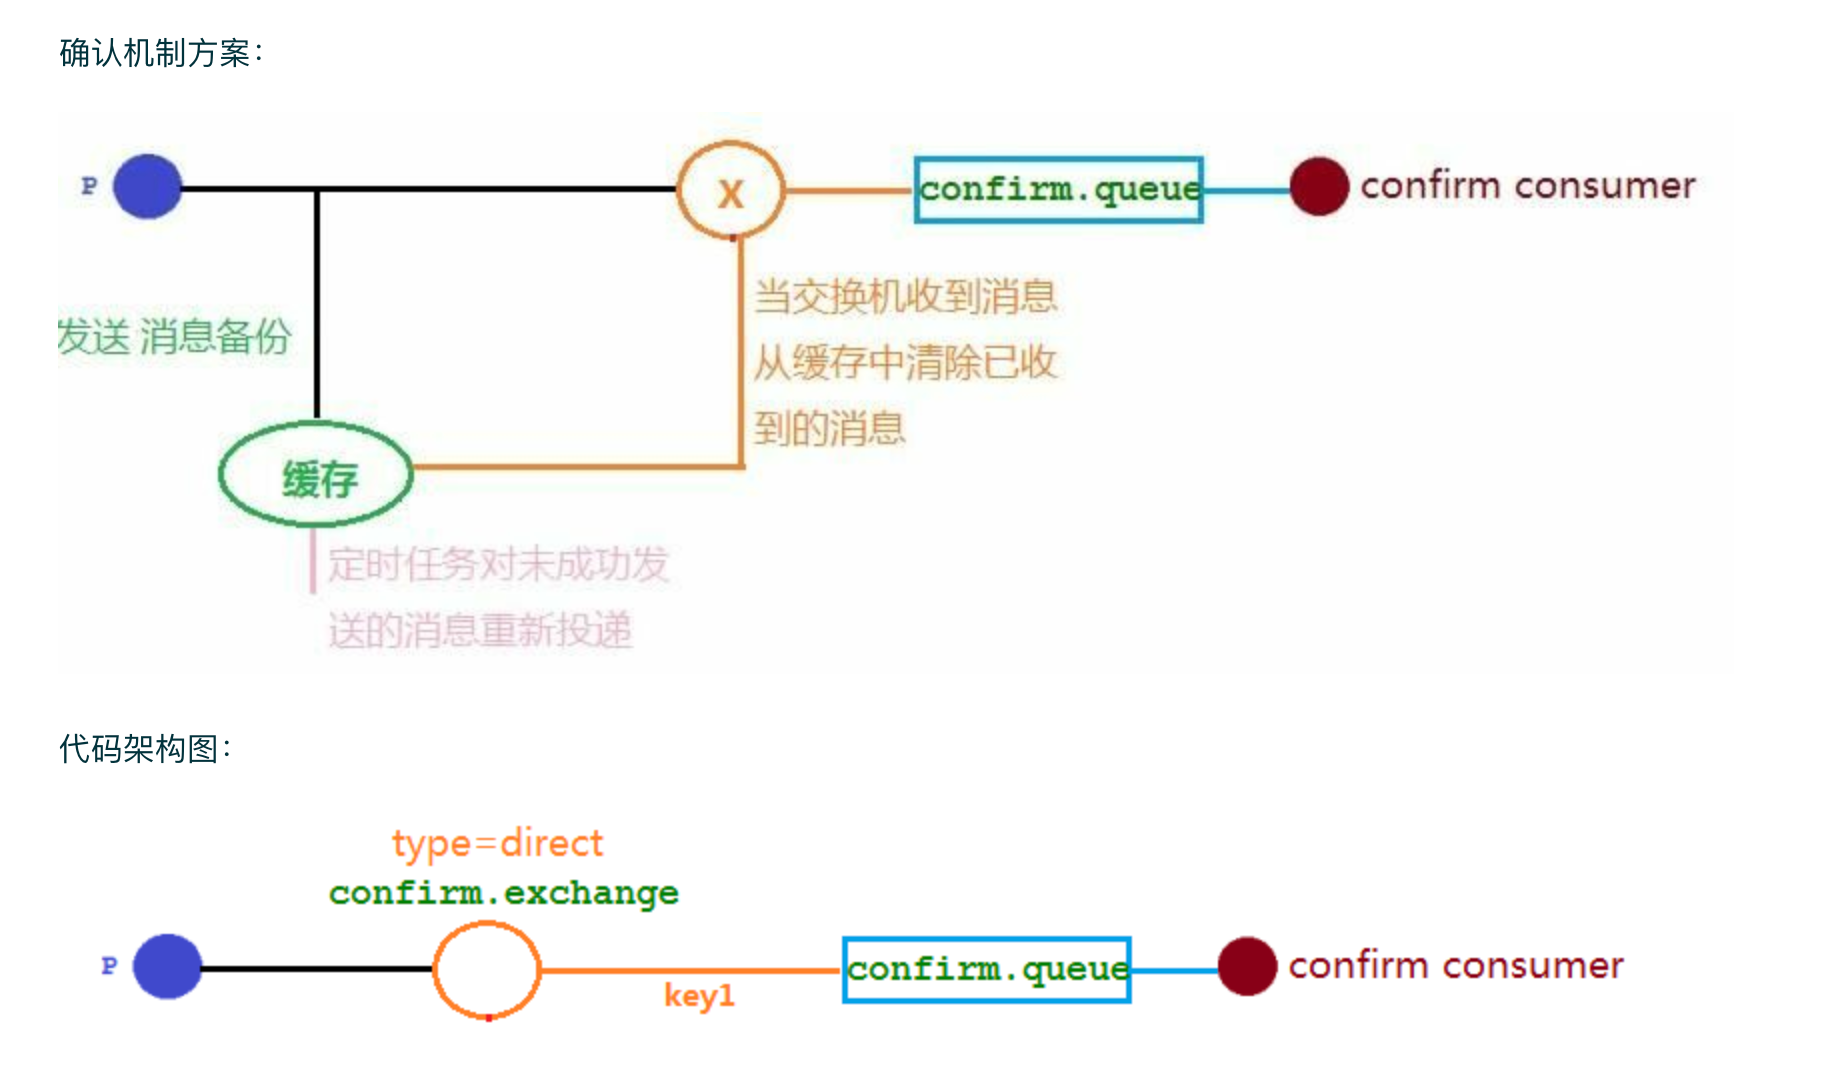 确认机制方案：
P
X
confirm.queue
confirm consumer
发送 消息备份
当交换机收到消息
从缓存中清除已收
到的消息
缓存
定时任务对未成功发
送的消息重新投递
代码架构图：
type=direct
confirm.exchange
P
key1
confirm.queue
confirm consumer